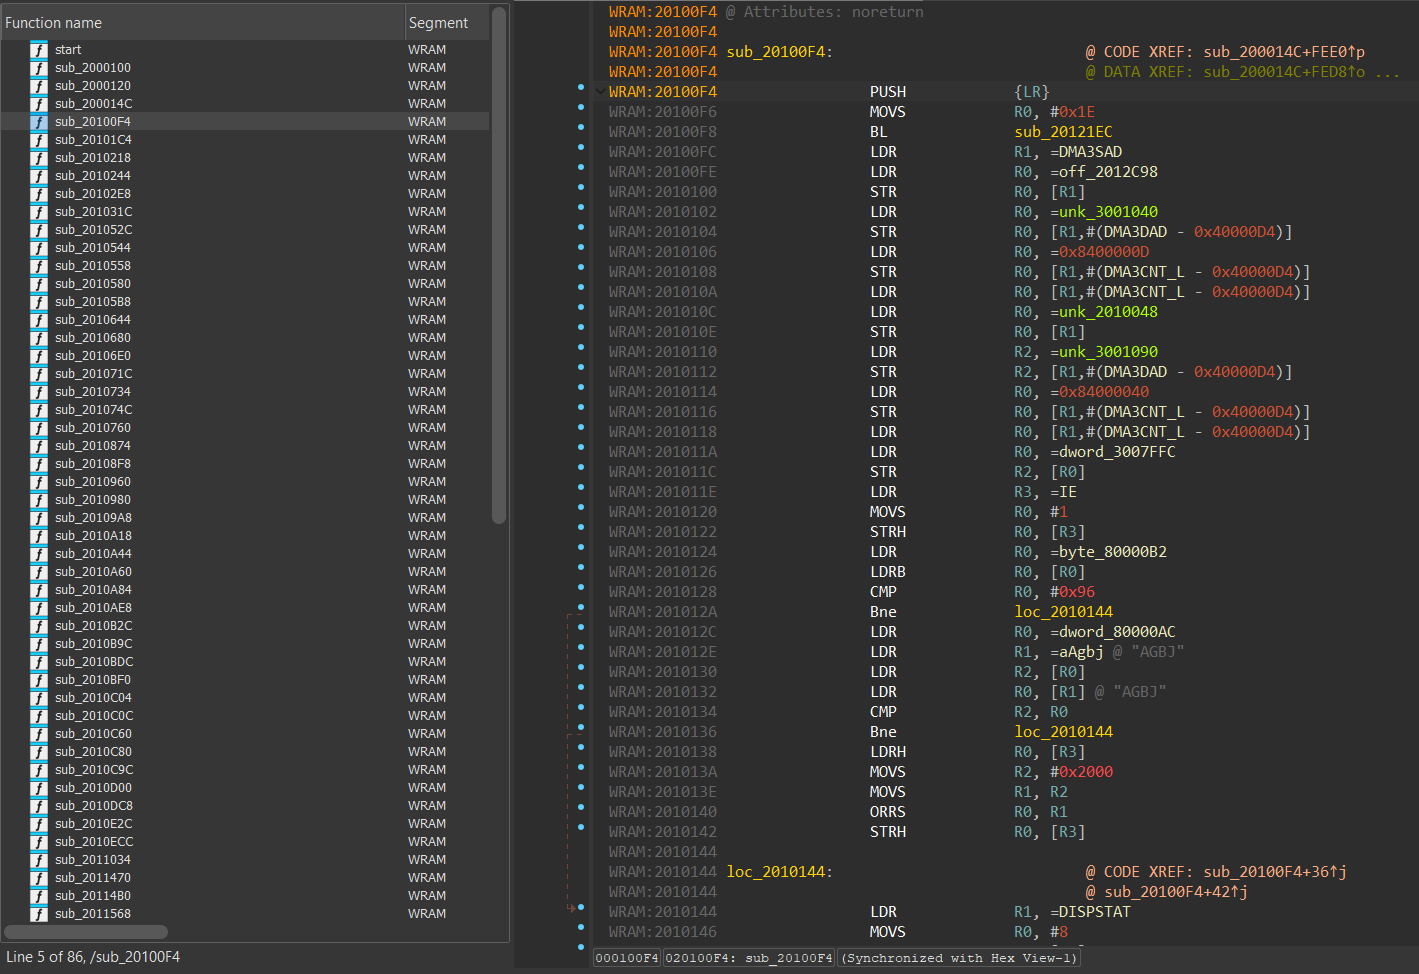 Function name Segment
start WRAM
sub_2000100 WRAM
sub_2000120 WRAM
sub_200014C WRAM
sub_20100F4 WRAM
sub_20101C4 WRAM
sub_2010218 WRAM
sub_2010244 WRAM
sub_20102E8 WRAM
sub_201031C WRAM
sub_201052C WRAM
sub_2010544 WRAM
sub_2010558 WRAM
sub_2010580 WRAM
sub_20105B8 WRAM
sub_2010644 WRAM
sub_2010680 WRAM
sub_20106E0 WRAM
sub_201071C WRAM
sub_2010734 WRAM
sub_201074C WRAM
sub_2010760 WRAM
sub_2010874 WRAM
sub_20108F8 WRAM
sub_2010960 WRAM
sub_2010980 WRAM
sub_20109A8 WRAM
sub_2010A18 WRAM
sub_2010A44 WRAM
sub_2010A60 WRAM
sub_2010A84 WRAM
sub_2010AE8 WRAM
sub_2010B2C WRAM
sub_2010B9C WRAM
sub_2010BDC WRAM
sub_2010BF0 WRAM
sub_2010C04 WRAM
sub_2010C0C WRAM
sub_2010C60 WRAM
sub_2010C80 WRAM
sub_2010C9C WRAM
sub_2010D00 WRAM
sub_2010DC8 WRAM
sub_2010E2C WRAM
sub_2010ECC WRAM
sub_2011034 WRAM
sub_2011470 WRAM
sub_20114B0 WRAM
sub_2011568 WRAM
Line 5 of 86, /sub_20100F4
WRAM:20100F4 @ Attributes: noreturn
WRAM:20100F4
WRAM:20100F4 sub_20100F4: @ CODE XREF: sub_200014C+FEE0↑p
WRAM:20100F4 @ DATA XREF: sub_200014C+FED8↑o ...
WRAM:20100F4 PUSH {LR}
WRAM:20100F6 MOVS R0, #0x1E
WRAM:20100F8 BL sub_20121EC
WRAM:20100FC LDR R1, =DMA3SAD
WRAM:20100FE LDR R0, =off_2012C98
WRAM:2010100 STR R0, [R1]
WRAM:2010102 LDR R0, =unk_3001040
WRAM:2010104 STR R0, [R1,#(DMA3DAD - 0x40000D4)]
WRAM:2010106 LDR R0, =0x8400000D
WRAM:2010108 STR R0, [R1,#(DMA3CNT_L - 0x40000D4)]
WRAM:201010A LDR R0, [R1,#(DMA3CNT_L - 0x40000D4)]
WRAM:201010C LDR R0, =unk_2010048
WRAM:201010E STR R0, [R1]
WRAM:2010110 LDR R2, =unk_3001090
WRAM:2010112 STR R2, [R1,#(DMA3DAD - 0x40000D4)]
WRAM:2010114 LDR R0, =0x84000040
WRAM:2010116 STR R0, [R1,#(DMA3CNT_L - 0x40000D4)]
WRAM:2010118 LDR R0, [R1,#(DMA3CNT_L - 0x40000D4)]
WRAM:201011A LDR R0, =dword_3007FFC
WRAM:201011C STR R2, [R0]
WRAM:201011E LDR R3, =IE
WRAM:2010120 MOVS R0, #1
WRAM:2010122 STRH R0, [R3]
WRAM:2010124 LDR R0, =byte_80000B2
WRAM:2010126 LDRB R0, [R0]
WRAM:2010128 CMP R0, #0x96
WRAM:201012A Bne loc_2010144
WRAM:201012C LDR R0, =dword_80000AC
WRAM:201012E LDR R1, =aAgbj @ "AGBJ"
WRAM:2010130 LDR R2, [R0]
WRAM:2010132 LDR R0, [R1] @ "AGBJ"
WRAM:2010134 CMP R2, R0
WRAM:2010136 Bne loc_2010144
WRAM:2010138 LDRH R0, [R3]
WRAM:201013A MOVS R2, #0x2000
WRAM:201013E MOVS R1, R2
WRAM:2010140 ORRS R0, R1
WRAM:2010142 STRH R0, [R3]
WRAM:2010144
WRAM:2010144 loc_2010144: @ CODE XREF: sub_20100F4+36↑j
WRAM:2010144 @ sub_20100F4+42↑j
WRAM:2010144 LDR R1, =DISPSTAT
WRAM:2010146 MOVS R0, #8
000100F4 020100F4: sub_20100F4 (Synchronized with Hex View-1)